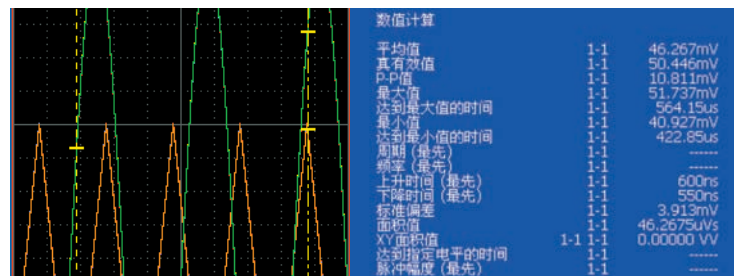 数值计算
平均值 1-1 46.267mV
真有效值 1-1 50.446mV
P-P值 1-1 10.811mV
最大值 1-1 51.737mV
达到最大值的时间 1-1 564.15us
最小值 1-1 40.927mV
达到最小值的时间 1-1 422.85us
周期 (最先) 1-1 ------
频率 (最先) 1-1 ------
上升时间 (最先) 1-1 600ns
下降时间 (最先) 1-1 550ns
标准偏差 1-1 3.913mV
面积值 1-1 46.2675uVs
XY面积值 1-1 1-1 0.00000 VV
达到指定电平的时间 1-1 ------
脉冲幅度 (最先) 1-1 ------